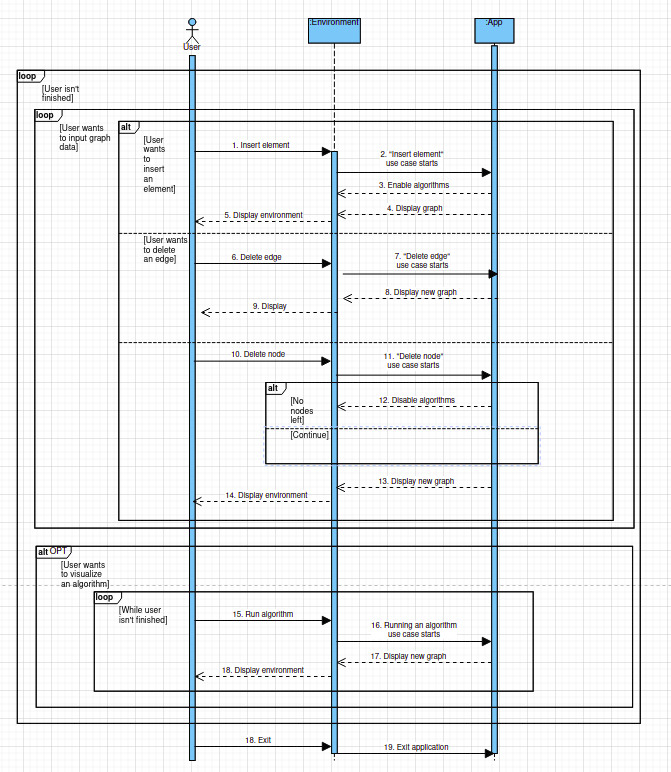 :Environment
:App
User
loop
[User isn't
finished]
loop
[User wants
to input graph
data]
alt
[User
wants
to
insert
an
element]
1. Insert element
2. "Insert element"
use case starts
3. Enable algorithms
4. Display graph
5. Display environment
[User wants
to delete
an edge]
6. Delete edge
7. "Delete edge"
use case starts
8. Display new graph
9. Display
10. Delete node
11. "Delete node"
use case starts
alt
[No
nodes
left]
12. Disable algorithms
[Continue]
13. Display new graph
14. Display environment
alt OPT
[User wants
to visualize
an algorithm]
loop
[While user
isn't finished]
15. Run algorithm
16. Running an algorithm
use case starts
17. Display new graph
18. Display environment
18. Exit
19. Exit application